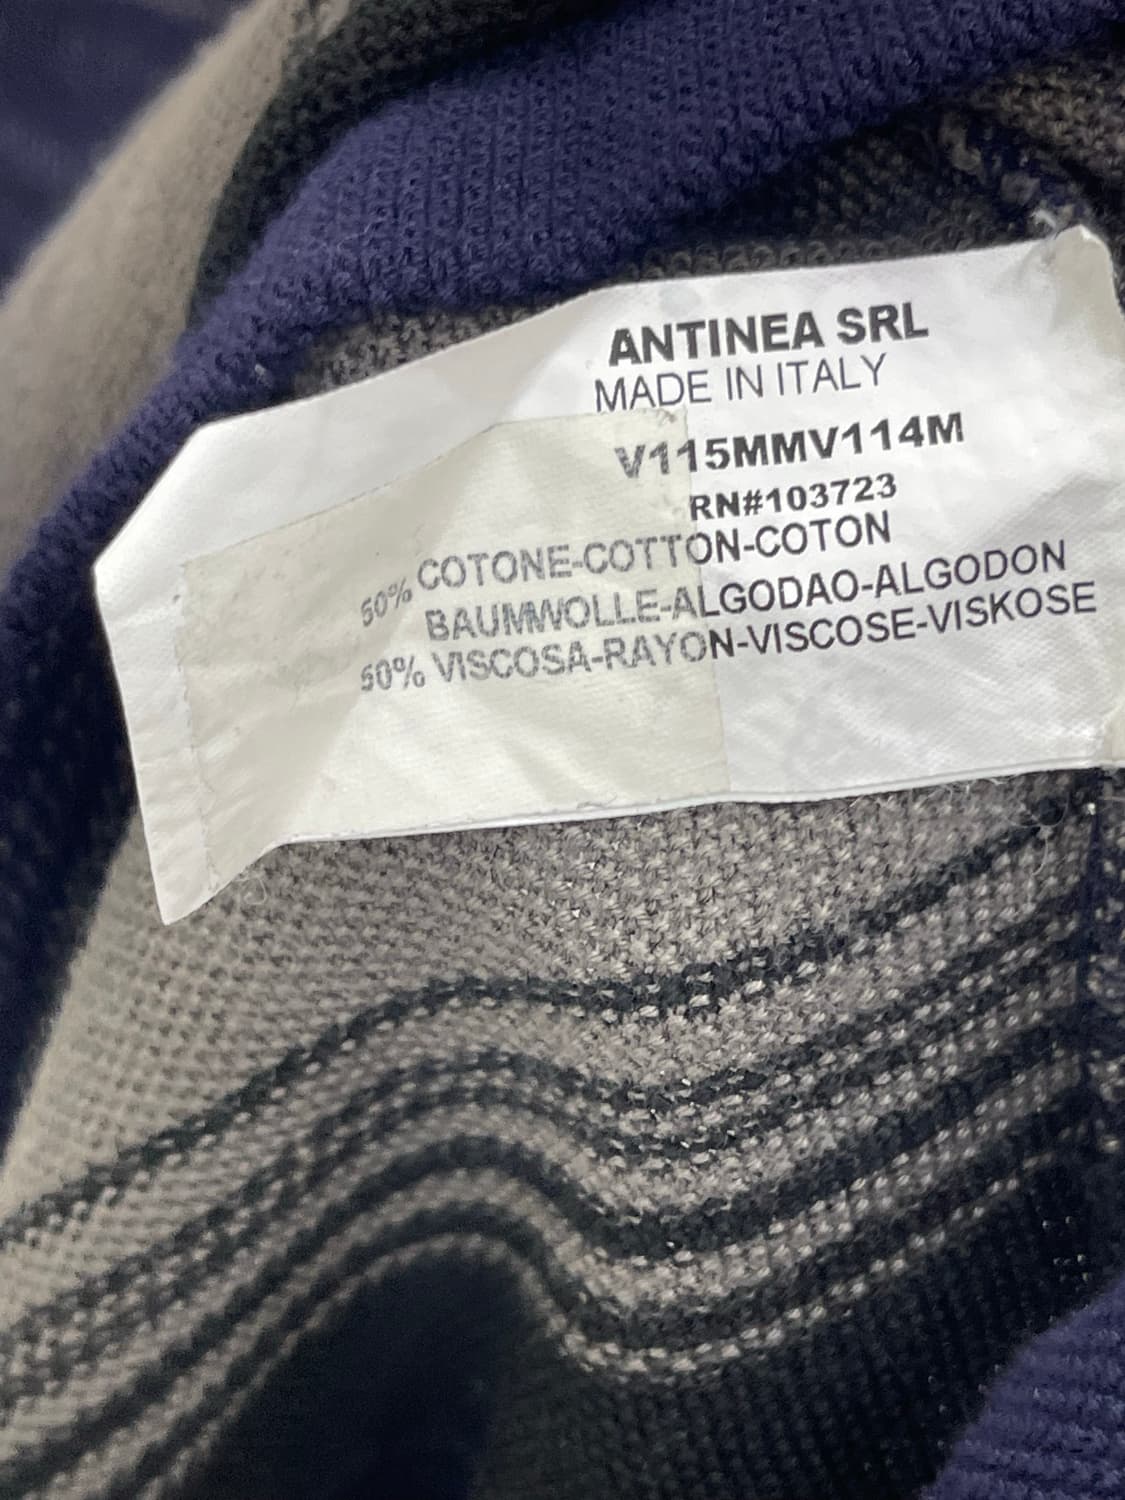 ANTINEA SRL
MADE IN ITALY
V115MMV114M
RN#103723
50% COTONE-COTTON-COTON
BAUMWOLLE-ALGODAO-ALGODON
50% VISCOSA-RAYON-VISCOSE-VISKOSE